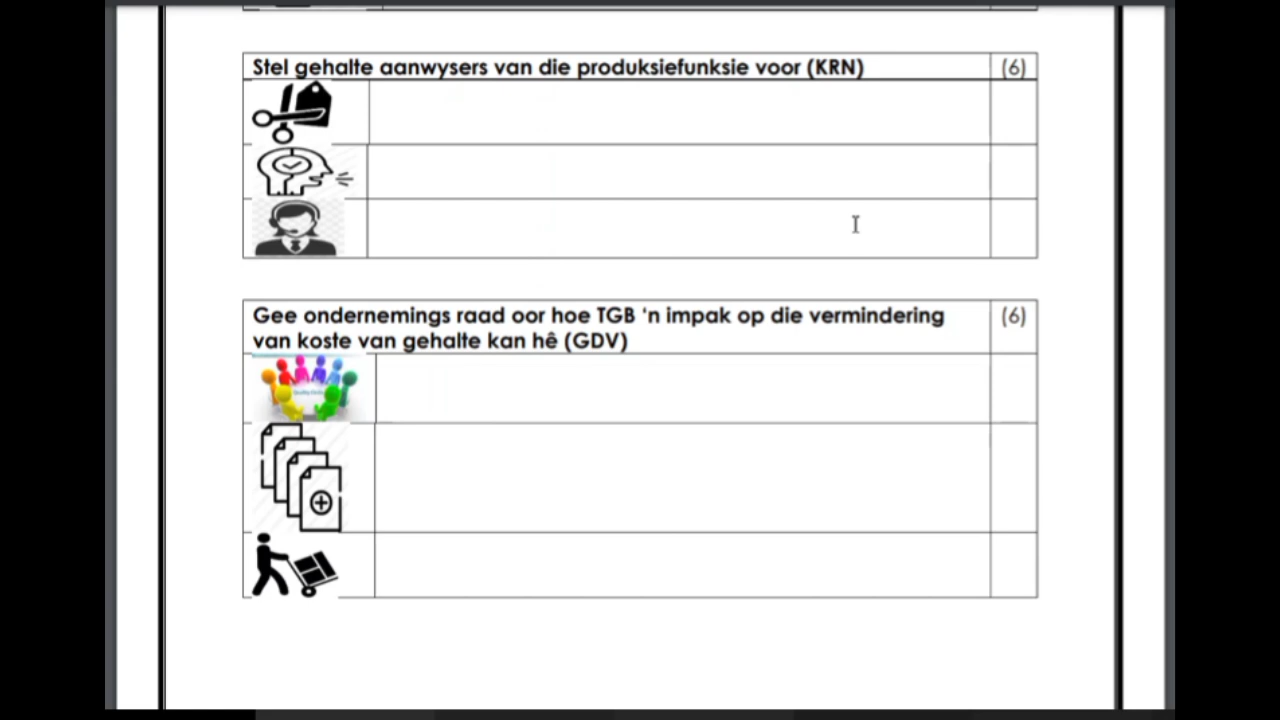 Stel gehalte aanwysers van die produksiefunksie voor (KRN)
(6)
Gee ondernemings raad oor hoe TGB ‘n impak op die vermindering
van koste van gehalte kan hê (GDV)
(6)